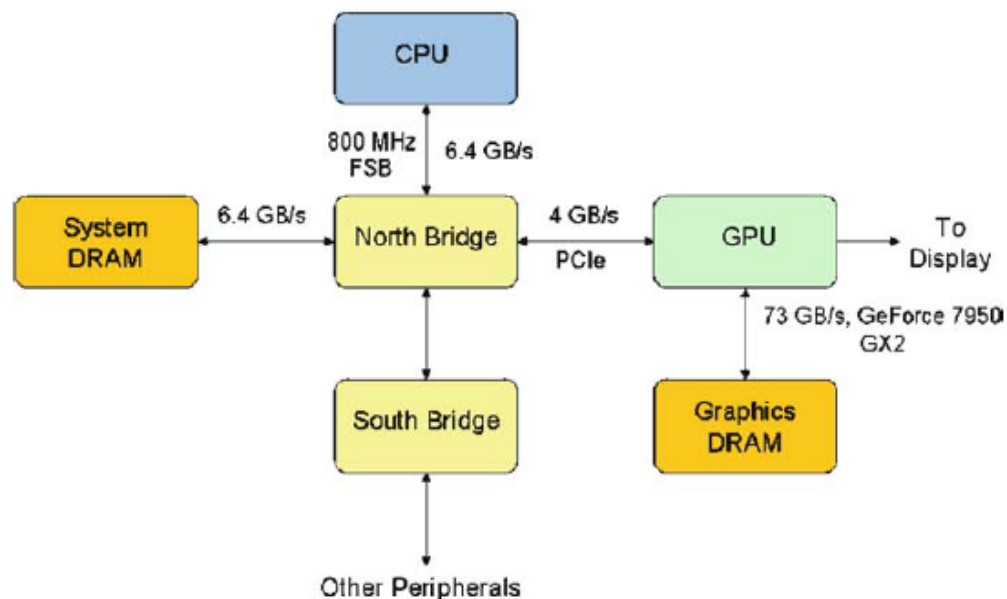 CPU
800 MHz
FSB
6.4 GB/s
System
DRAM
6.4 GB/s
North Bridge
4 GB/s
PCIe
GPU
To
Display
73 GB/s, GeForce 7950
GX2
South Bridge
Graphics
DRAM
Other Peripherals